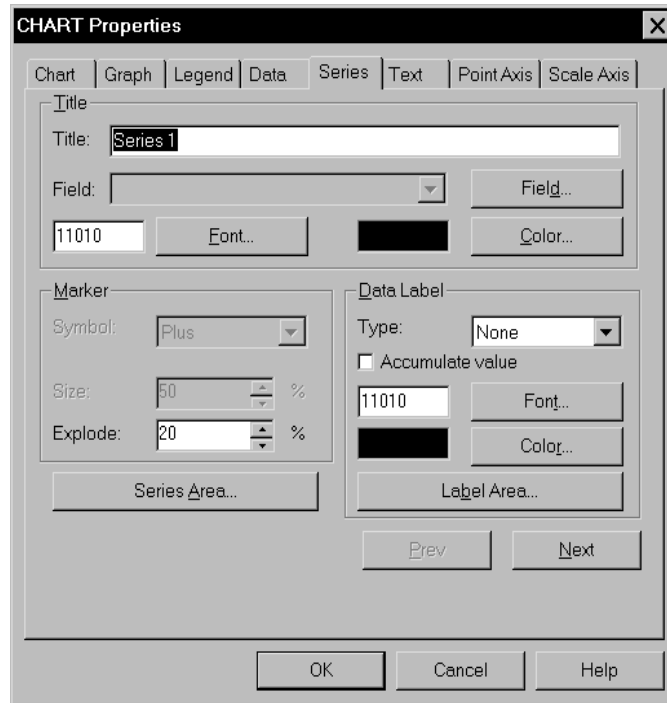 CHART Properties
Chart Graph Legend Data Series Text Point Axis Scale Axis
Title
Title: Series 1
Field: Field...
11010 Font... Color...
Marker Data Label
Symbol: Plus Type: None
Accumulate value
Size: 50 % 11010 Font...
Explode: 20 % Color...
Series Area... Label Area...
Prev Next
OK Cancel Help